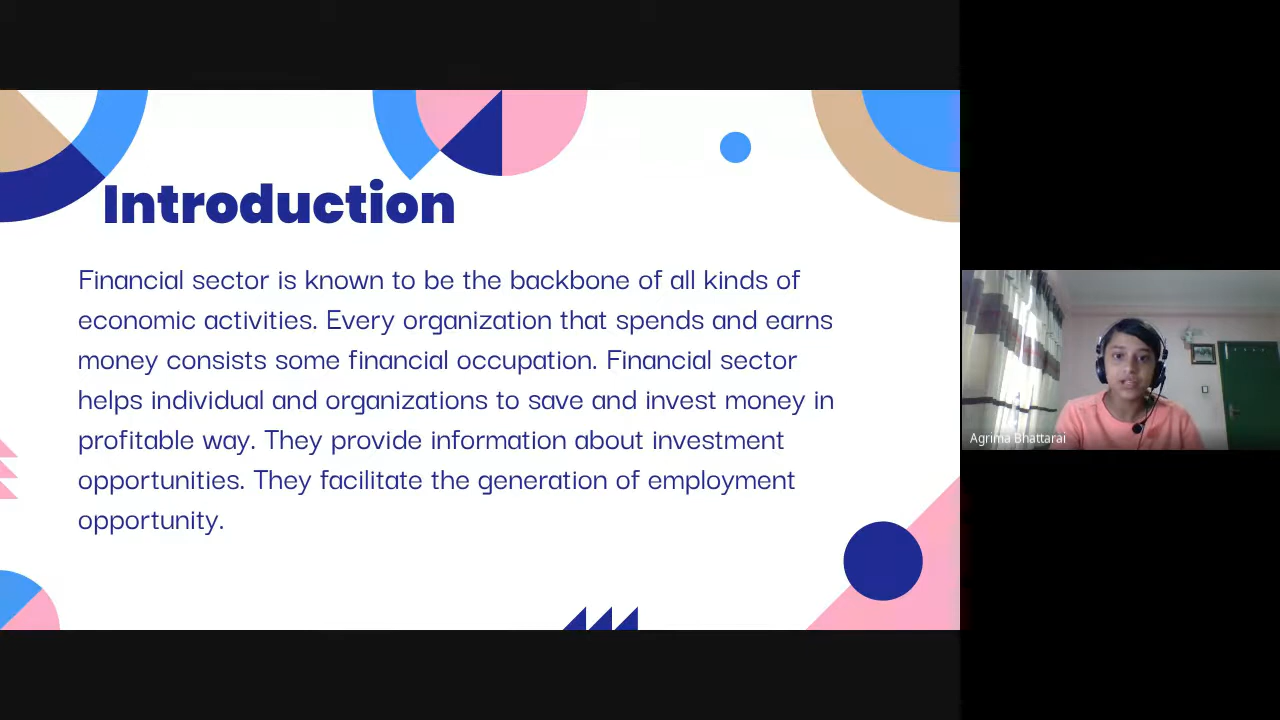 Introduction
Financial sector is known to be the backbone of all kinds of
economic activities. Every organization that spends and earns
money consists some financial occupation. Financial sector
helps individual and organizations to save and invest money in
profitable way. They provide information about investment
opportunities. They facilitate the generation of employment
opportunity.
Agrima Bhattarai